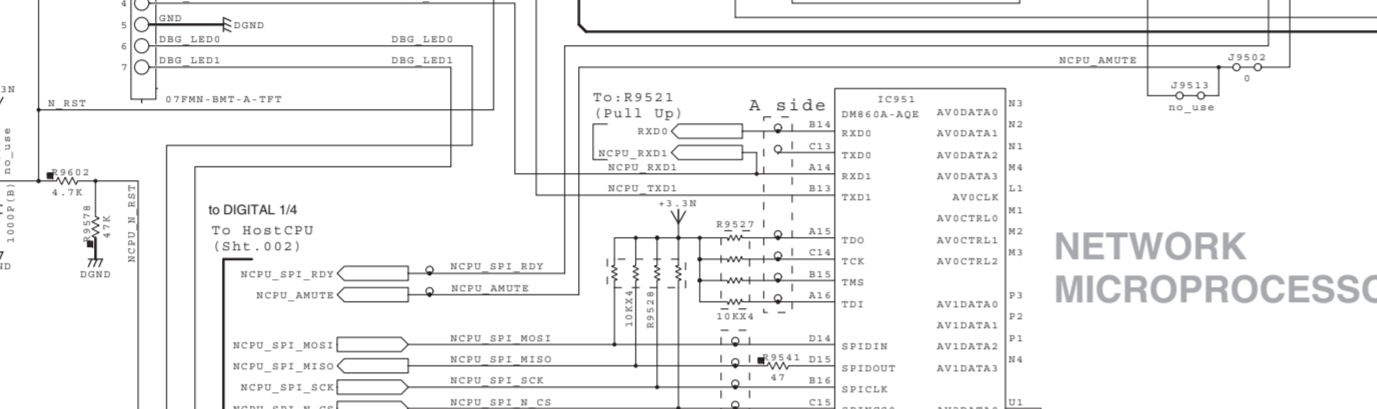 4
5
GND
DGND
6
DBG_LED0
DBG_LED0
7
DBG_LED1
DBG_LED1
07FMN-BMT-A-TFT
3N
N_RST
no_use
1000P(B)
R9602
4.7K
R9578
47K
DGND
NCPU_N_RST
ND
to DIGITAL 1/4
To HostCPU
(Sht.002)
NCPU_SPI_RDY
NCPU_SPI_RDY
NCPU_AMUTE
NCPU_AMUTE
NCPU_SPI_MOSI
NCPU_SPI_MOSI
NCPU_SPI_MISO
NCPU_SPI_MISO
NCPU_SPI_SCK
NCPU_SPI_SCK
NCPU_SPI_N_CS
To:R9521
(Pull Up)
RXD0
NCPU_RXD1
NCPU_RXD1
NCPU_TXD1
+3.3N
10KX4
R9528
R9527
10KX4
R9541
47
A side
IC951
DM860A-AQE
B14
RXD0
C13
TXD0
A14
RXD1
B13
TXD1
A15
TDO
C14
TCK
B15
TMS
A16
TDI
D14
SPIDIN
D15
SPIDOUT
B16
SPICLK
C15
AV0DATA0
N3
AV0DATA1
N2
AV0DATA2
N1
AV0DATA3
M4
AV0CLK
L1
AV0CTRL0
M1
AV0CTRL1
M2
AV0CTRL2
M3
AV1DATA0
P3
AV1DATA1
P2
AV1DATA2
P1
AV1DATA3
N4
U1
NCPU_AMUTE
J9502
0
J9513
no_use
NETWORK
MICROPROCESSO